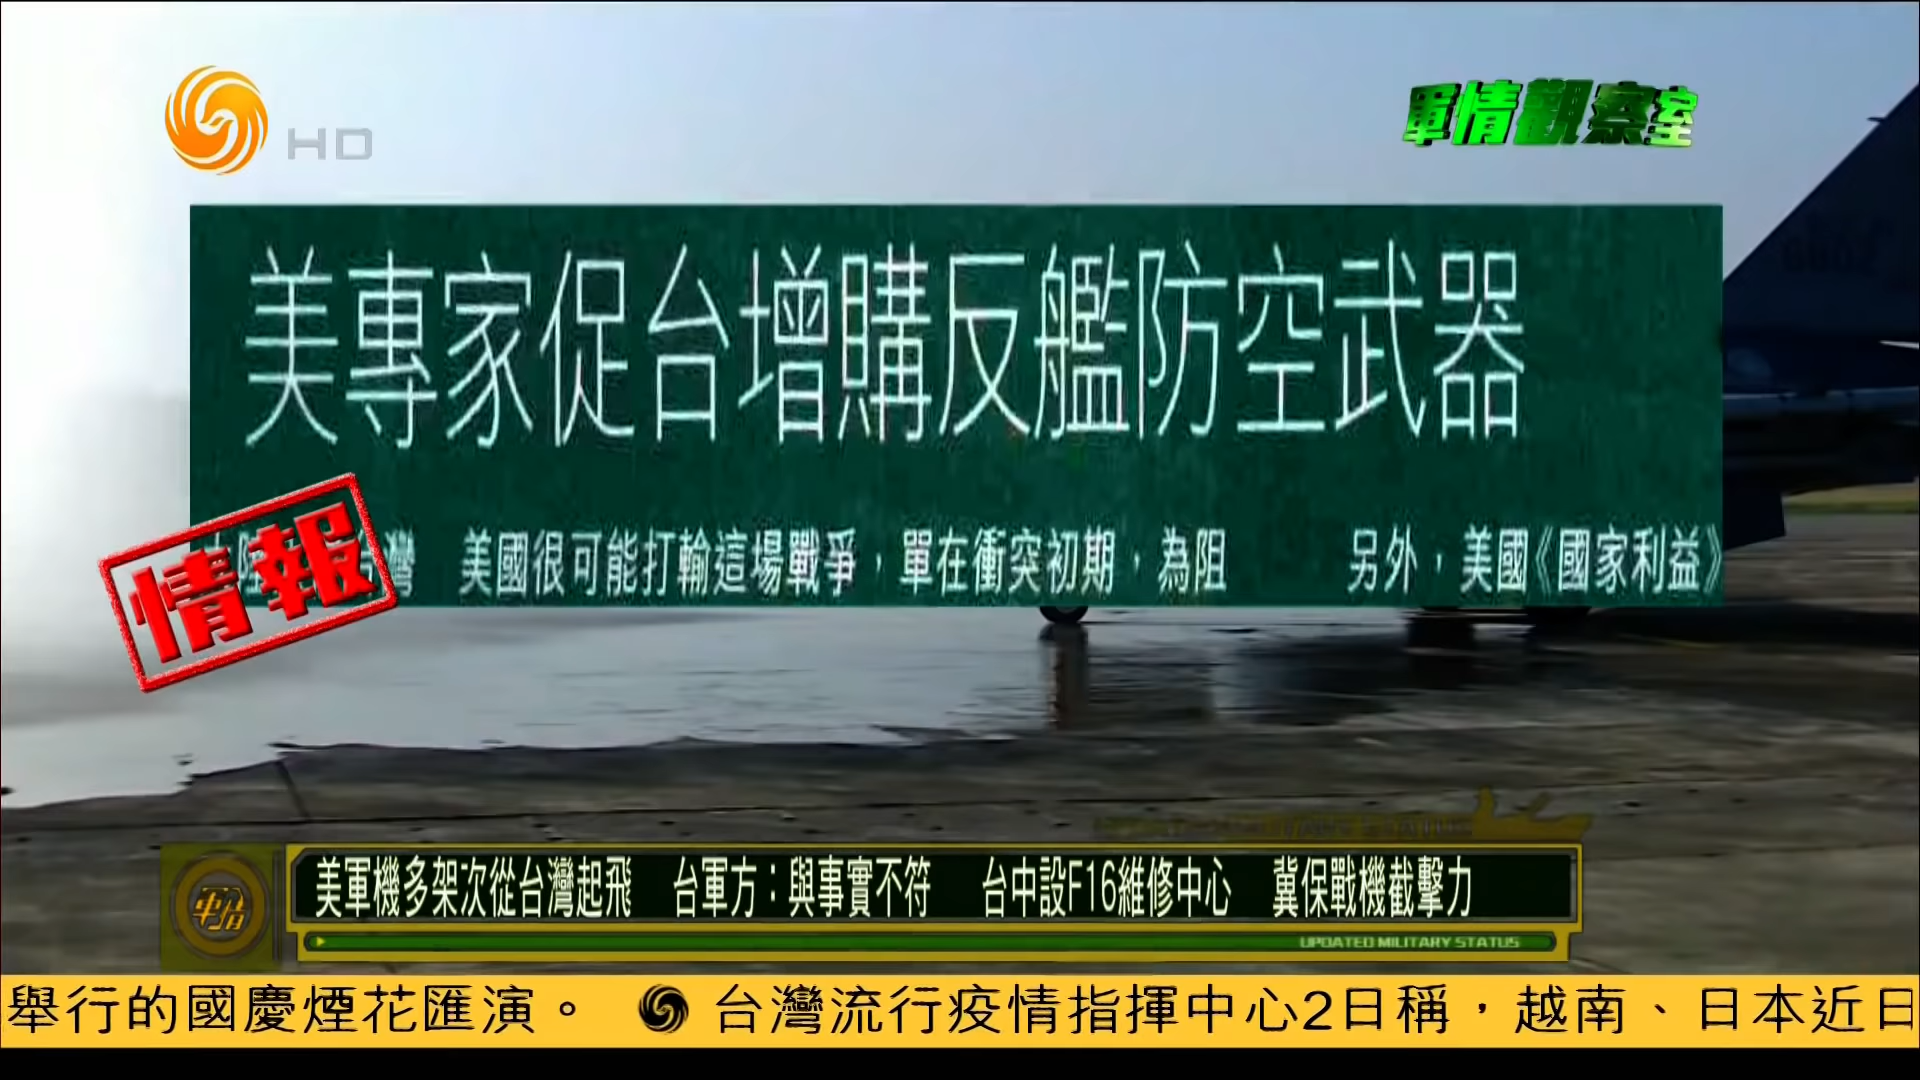 HD
軍情觀察室
美專家促台增購反艦防空武器
情報
灣 美國很可能打輸這場戰爭，單在衝突初期，為阻 另外，美國《國家利益》
美軍機多架次從台灣起飛 台軍方：與事實不符 台中設F16維修中心 冀保戰機截擊力
UPDATED MILITARY STATUS
舉行的國慶煙花匯演。 台灣流行疫情指揮中心2日稱，越南、日本近日